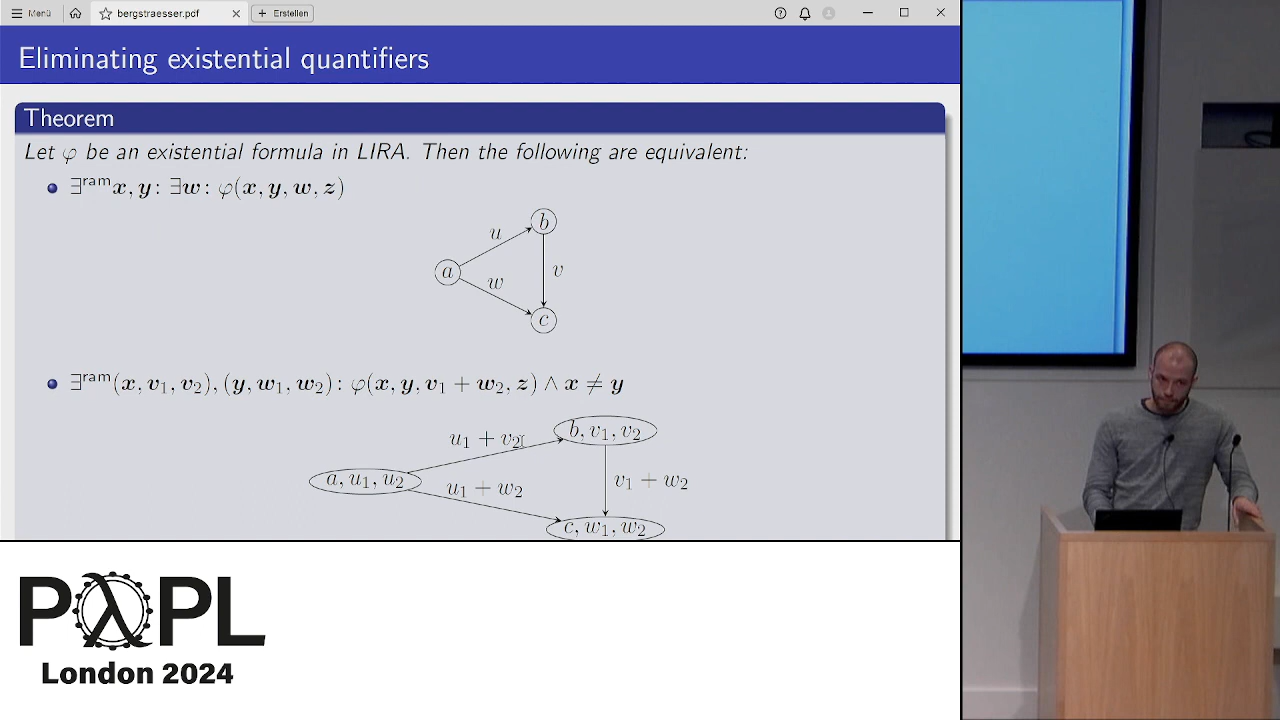 Menü
bergstraesser.pdf
Erstellen
Eliminating existential quantifiers
Theorem
Let φ be an existential formula in LIRA. Then the following are equivalent:
∃ʳᵃᵐx, y : ∃w : φ(x, y, w, z)
b
u
a
v
w
c
∃ʳᵃᵐ(x, v₁, v₂), (y, w₁, w₂) : φ(x, y, v₁ + w₂, z) ∧ x ≠ y
b, v₁, v₂
u₁ + v₂
a, u₁, u₂
v₁ + w₂
u₁ + w₂
c, w₁, w₂
PλPL
London 2024